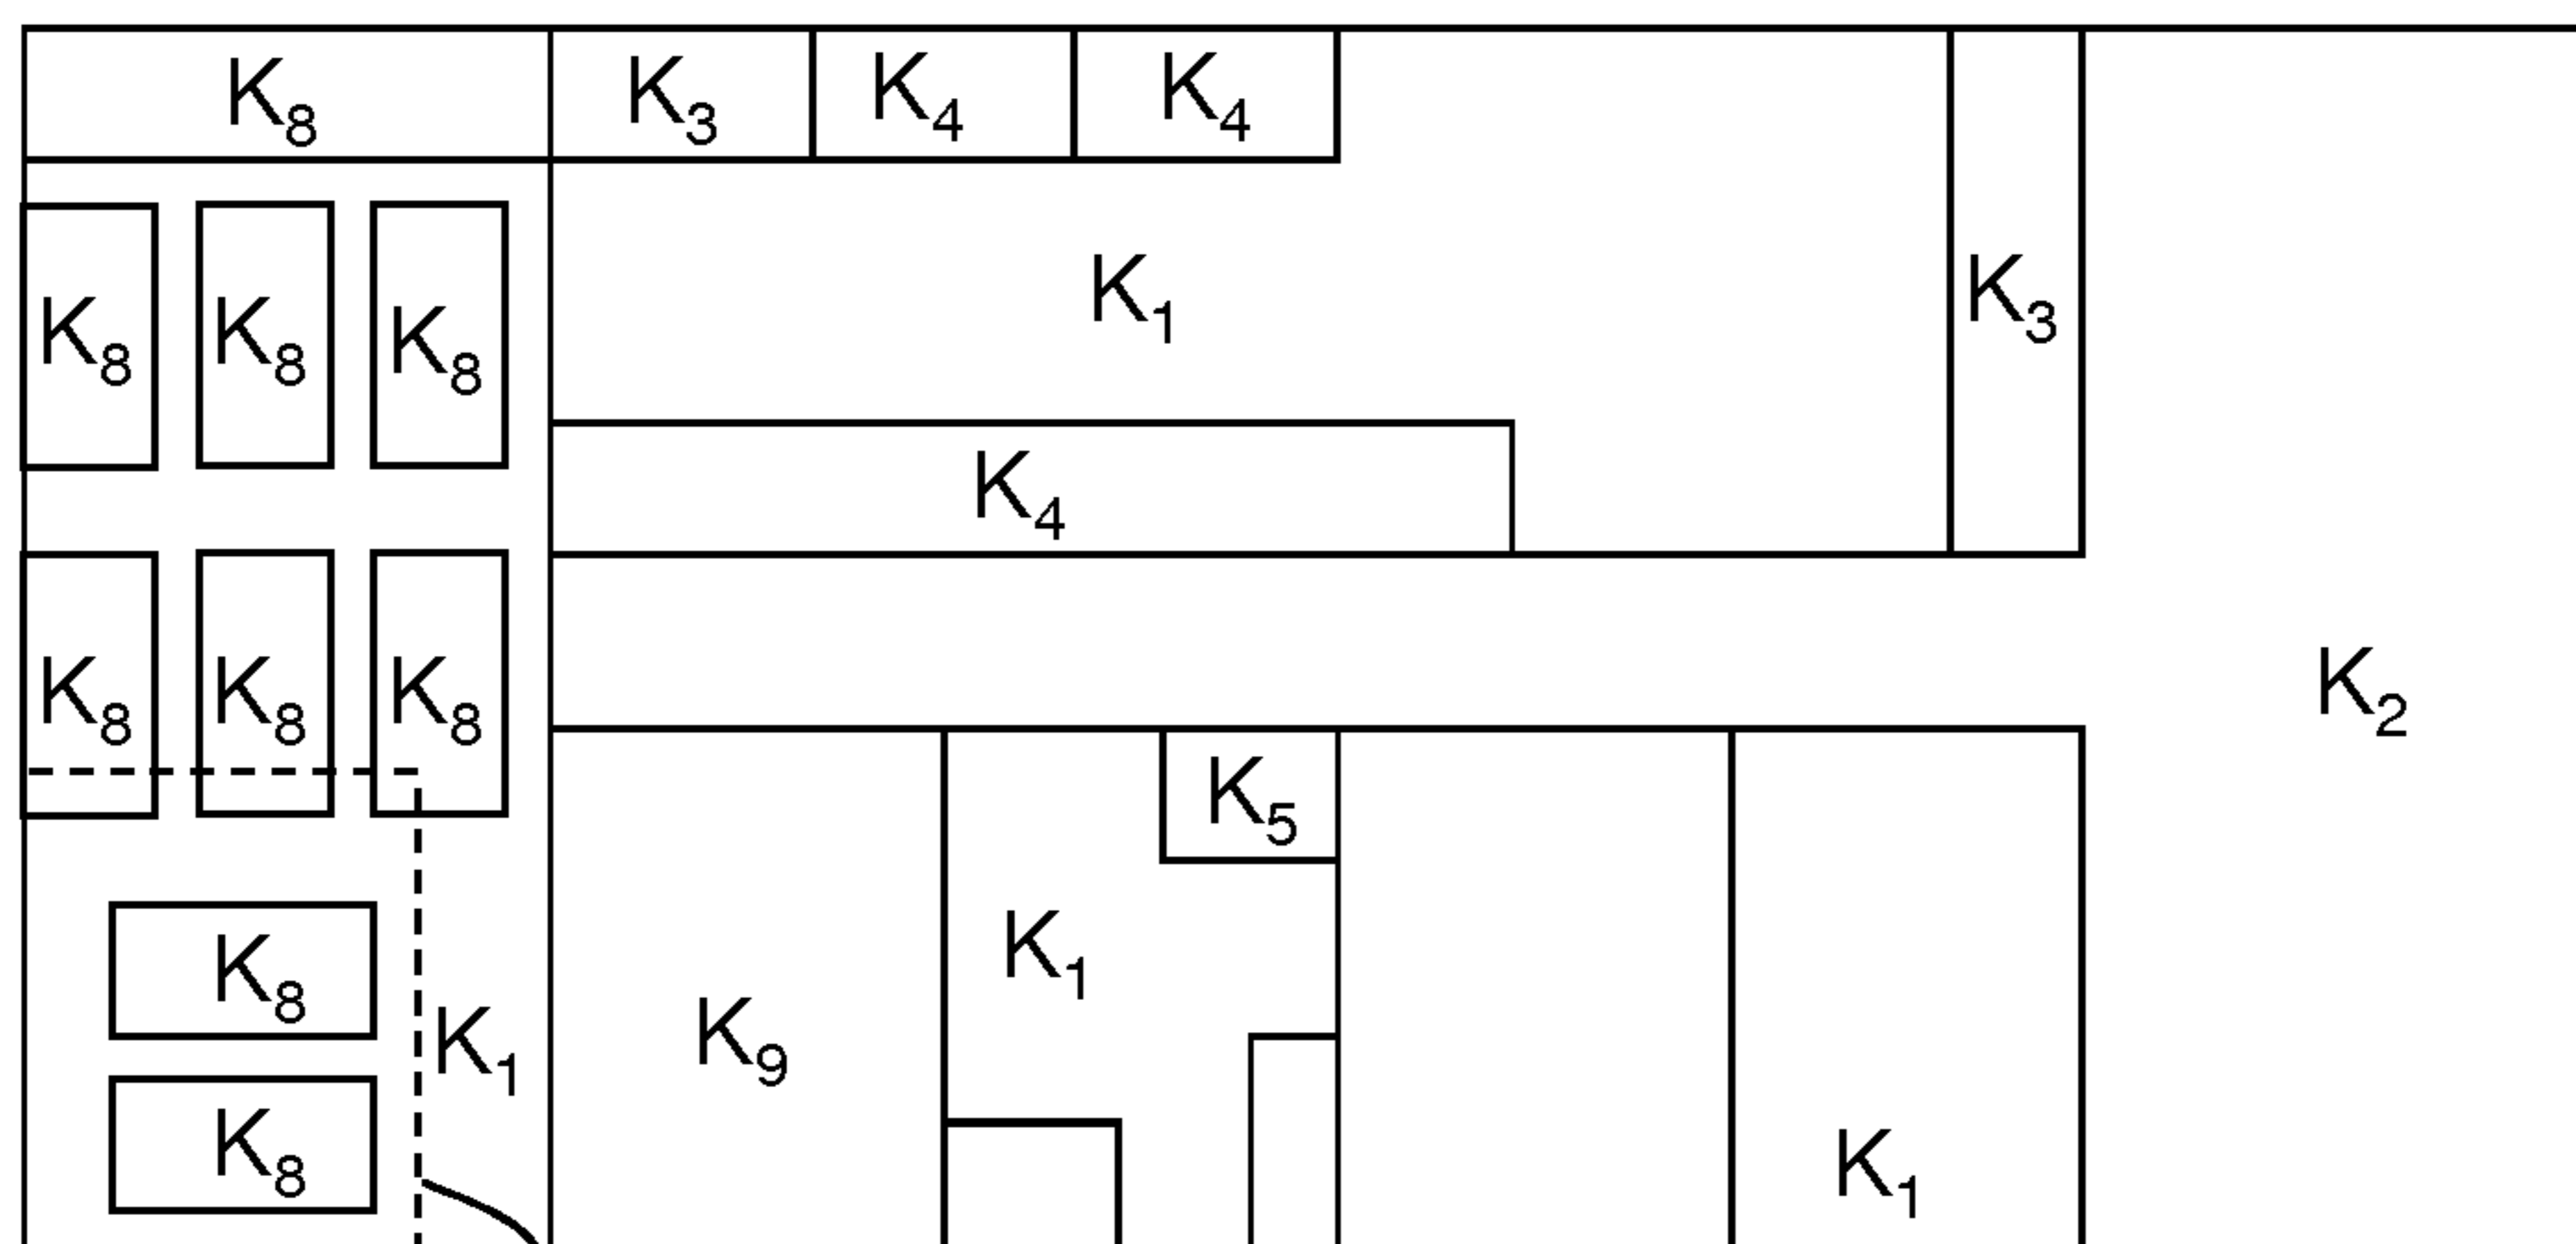 K₈ K₃ K₄ K₄
K₁ K₃
K₈ K₈ K₈
K₄
K₈ K₈ K₈ K₂
K₅
K₈ K₁
K₁ K₉
K₈ K₁